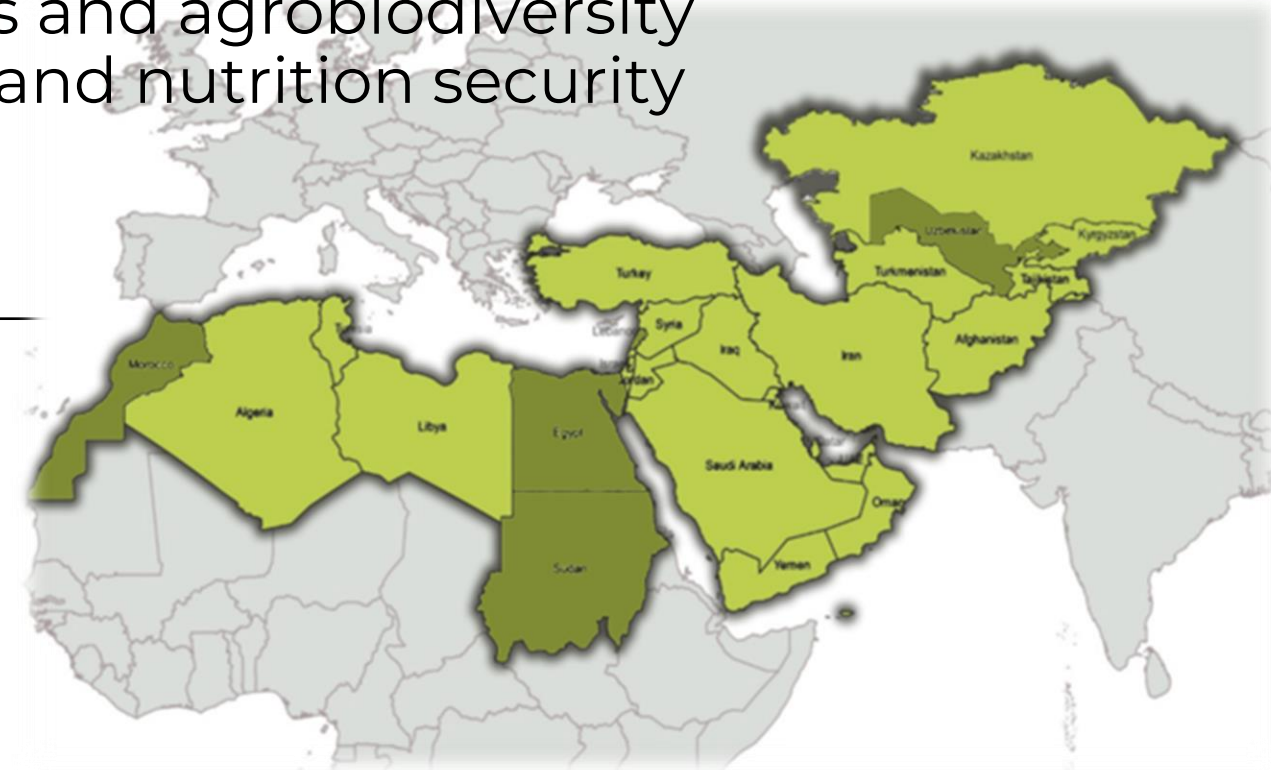 s and agrobiodiversity
and nutrition security
Kazakhstan
Uzbekistan
Kyrgyzstan
Turkey
Turkmenistan
Tajikistan
Tunisia
Syria
Afghanistan
Iraq
Iran
Morocco
Jordan
Algeria
Libya
Egypt
Saudi Arabia
Oman
Sudan
Yemen